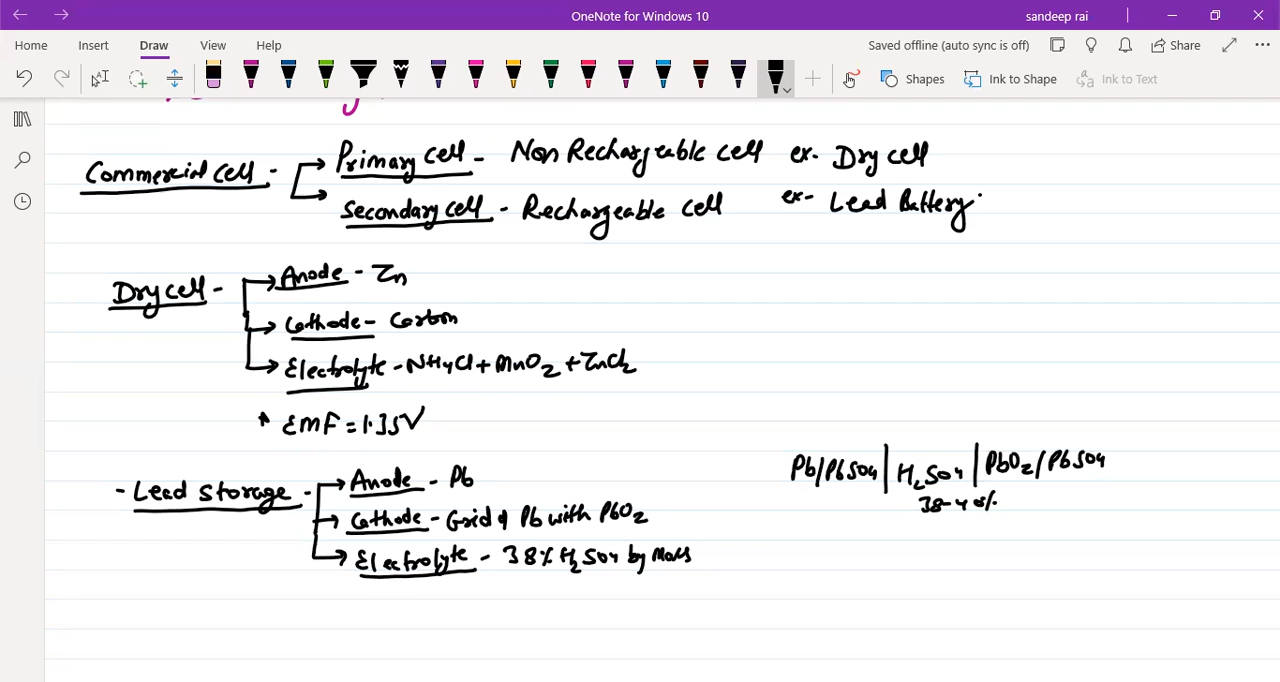 OneNote for Windows 10
sandeep rai
Home Insert Draw View Help
Saved offline (auto sync is off)
Share
Shapes
Ink to Shape
Ink to Text
Commercial cell - Primary cell - Non Rechargeable cell ex- Dry cell
Secondary cell - Rechargeable cell ex- Lead Battery
Dry cell - Anode - Zn
Cathode - Carbon
Electrolyte - NH4Cl + MnO2 + ZnCl2
* EMF = 1.35V
- Lead storage - Anode - Pb
Cathode - Grid of Pb with PbO2
Electrolyte - 38% H2SO4 by Mass
Pb/PbSO4 | H2SO4 | PbO2/PbSO4
38-40%